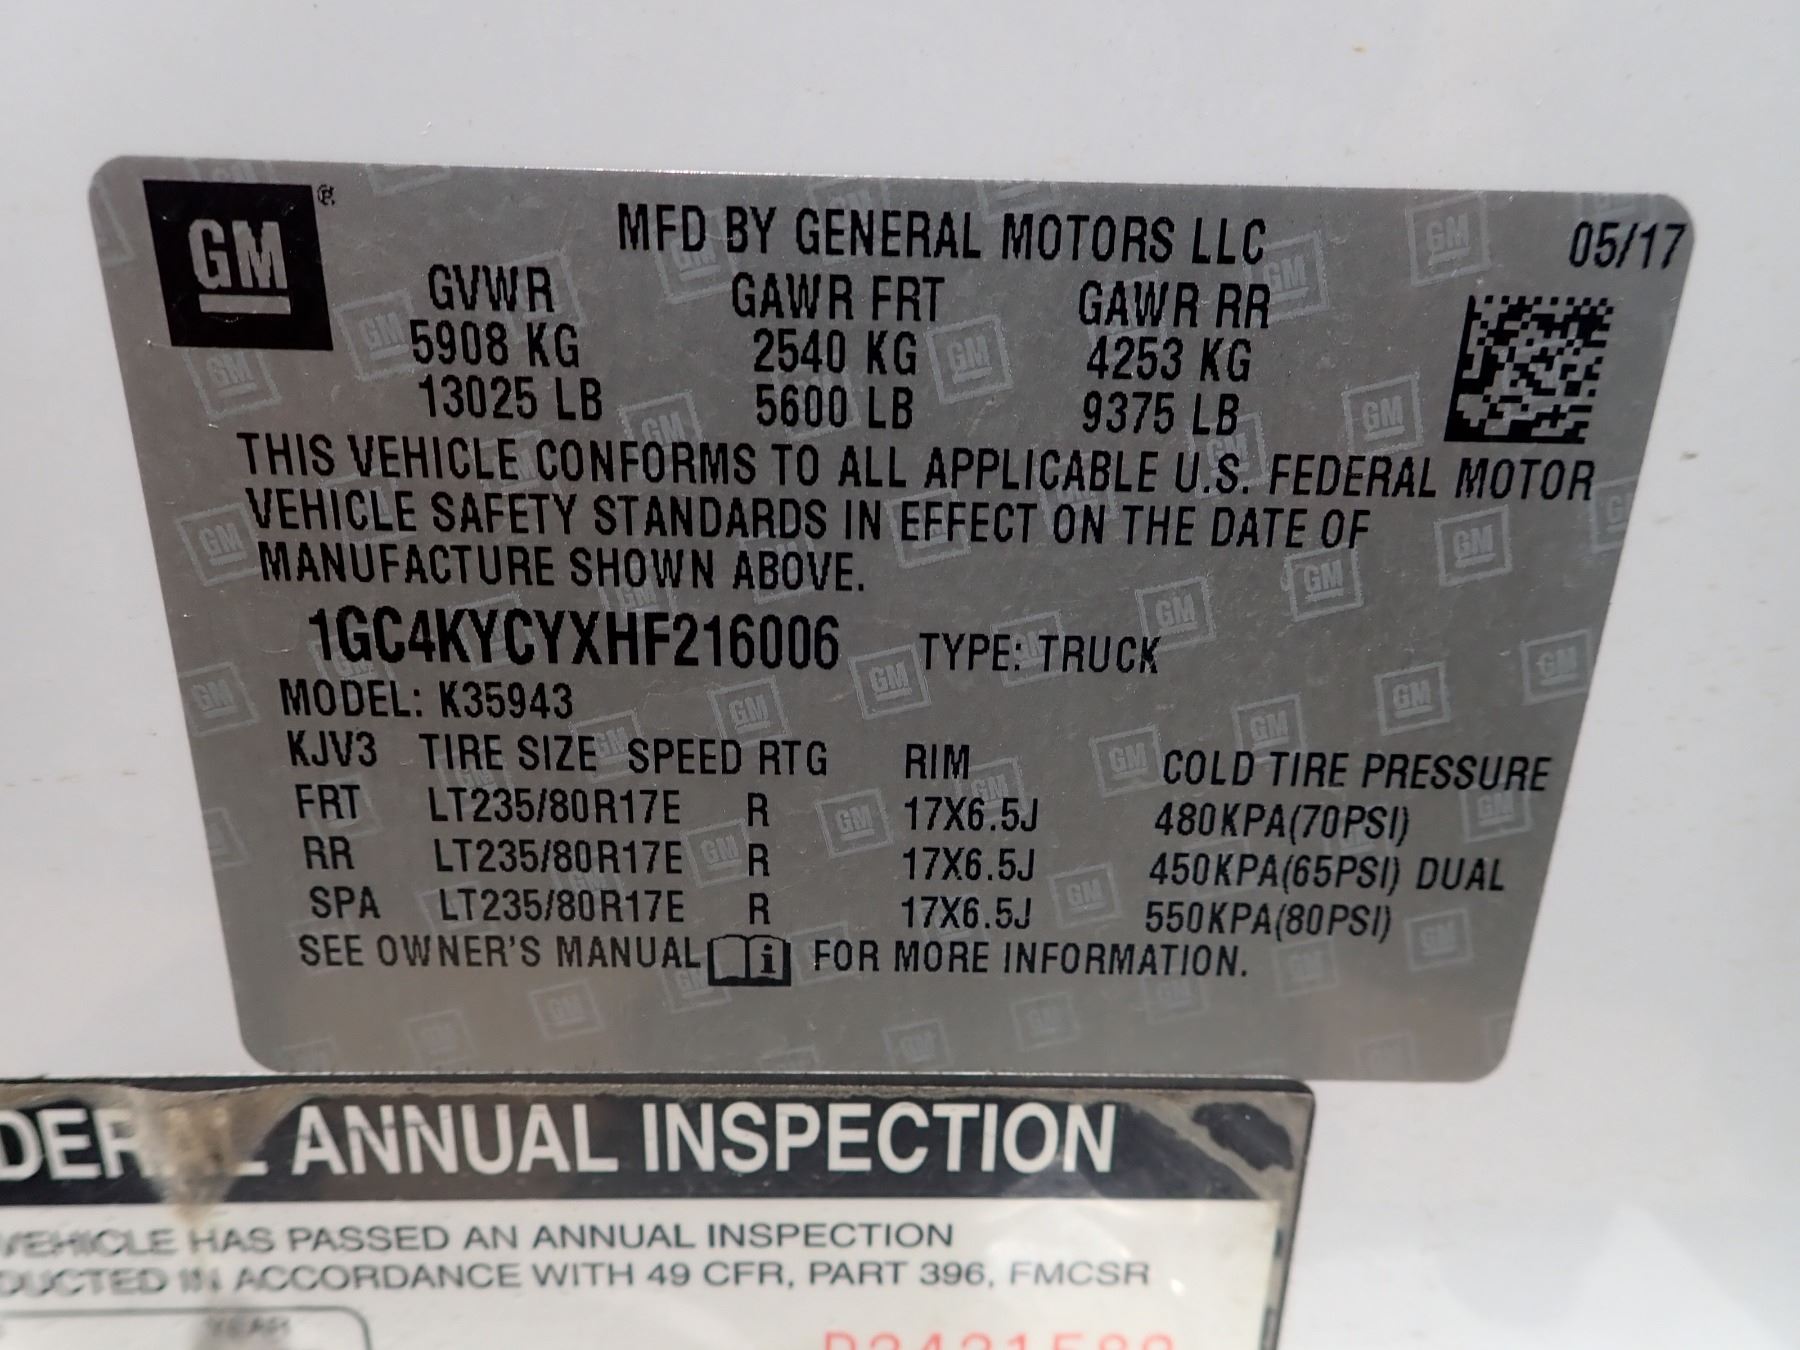 GM
MFD BY GENERAL MOTORS LLC 05/17
GVWR GAWR FRT GAWR RR
5908 KG 2540 KG 4253 KG
13025 LB 5600 LB 9375 LB
THIS VEHICLE CONFORMS TO ALL APPLICABLE U.S. FEDERAL MOTOR
VEHICLE SAFETY STANDARDS IN EFFECT ON THE DATE OF
MANUFACTURE SHOWN ABOVE.
1GC4KYCYXHF216006 TYPE: TRUCK
MODEL: K35943
KJV3 TIRE SIZE SPEED RTG RIM COLD TIRE PRESSURE
FRT LT235/80R17E R 17X6.5J 480KPA(70PSI)
RR LT235/80R17E R 17X6.5J 450KPA(65PSI) DUAL
SPA LT235/80R17E R 17X6.5J 550KPA(80PSI)
SEE OWNER'S MANUAL i FOR MORE INFORMATION.
ANNUAL INSPECTION
VEHICLE HAS PASSED AN ANNUAL INSPECTION
DUCTED IN ACCORDANCE WITH 49 CFR, PART 396, FMCSR
YEAR